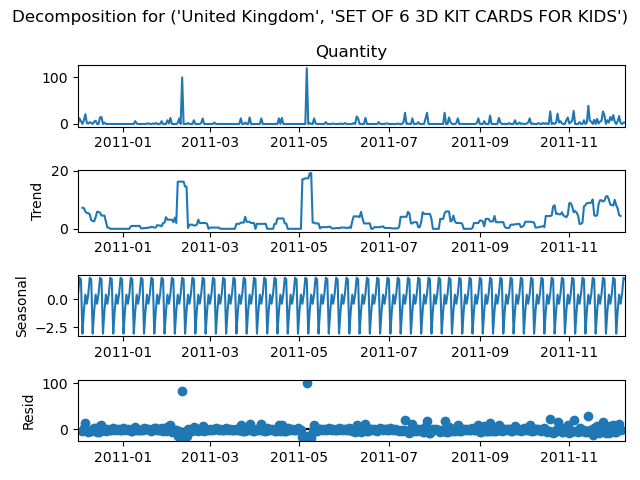 Decomposition for ('United Kingdom', 'SET OF 6 3D KIT CARDS FOR KIDS')
Quantity
100
0
2011-01 2011-03 2011-05 2011-07 2011-09 2011-11
Trend
20
0
2011-01 2011-03 2011-05 2011-07 2011-09 2011-11
Seasonal
0.0
−2.5
2011-01 2011-03 2011-05 2011-07 2011-09 2011-11
Resid
100
0
2011-01 2011-03 2011-05 2011-07 2011-09 2011-11